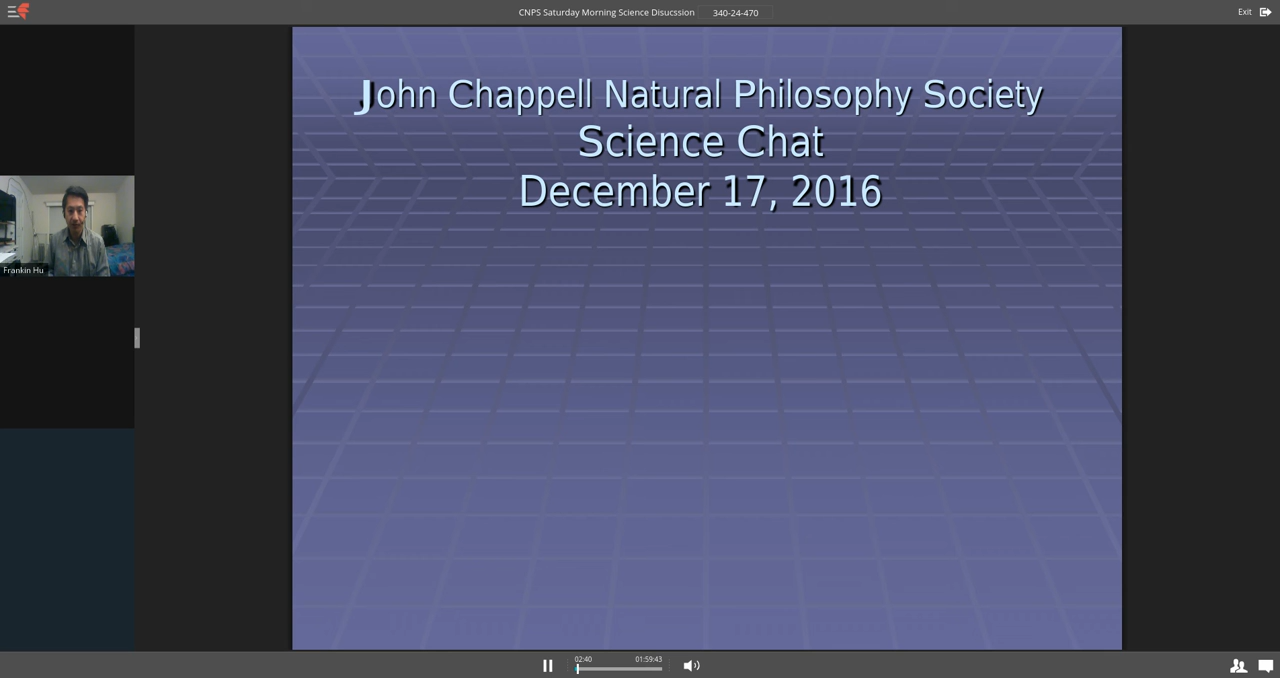 CNPS Saturday Morning Science Disucssion 340-24-470
Exit
John Chappell Natural Philosophy Society
Science Chat
December 17, 2016
Frankin Hu
02:40 01:59:43